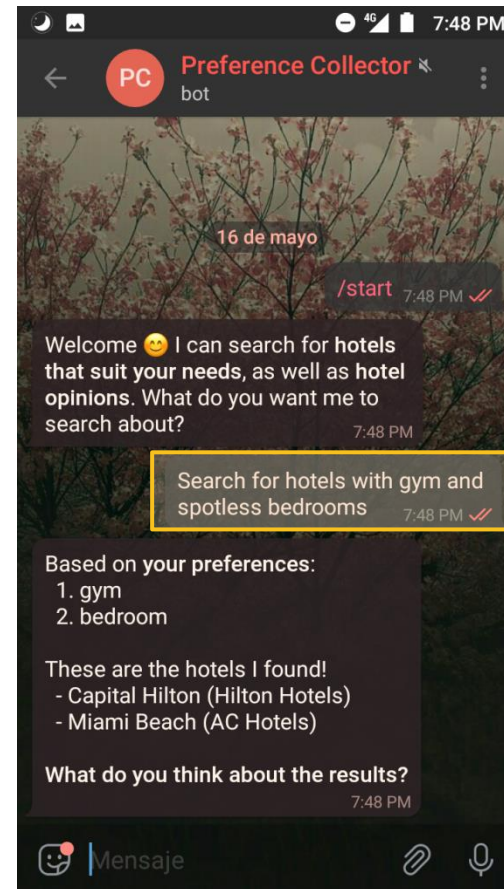 4G 7:48 PM
PC Preference Collector
bot
16 de mayo
/start 7:48 PM
Welcome 😊 I can search for hotels
that suit your needs, as well as hotel
opinions. What do you want me to
search about?
7:48 PM
Search for hotels with gym and
spotless bedrooms 7:48 PM
Based on your preferences:
1. gym
2. bedroom
These are the hotels I found!
- Capital Hilton (Hilton Hotels)
- Miami Beach (AC Hotels)
What do you think about the results?
7:48 PM
Mensaje